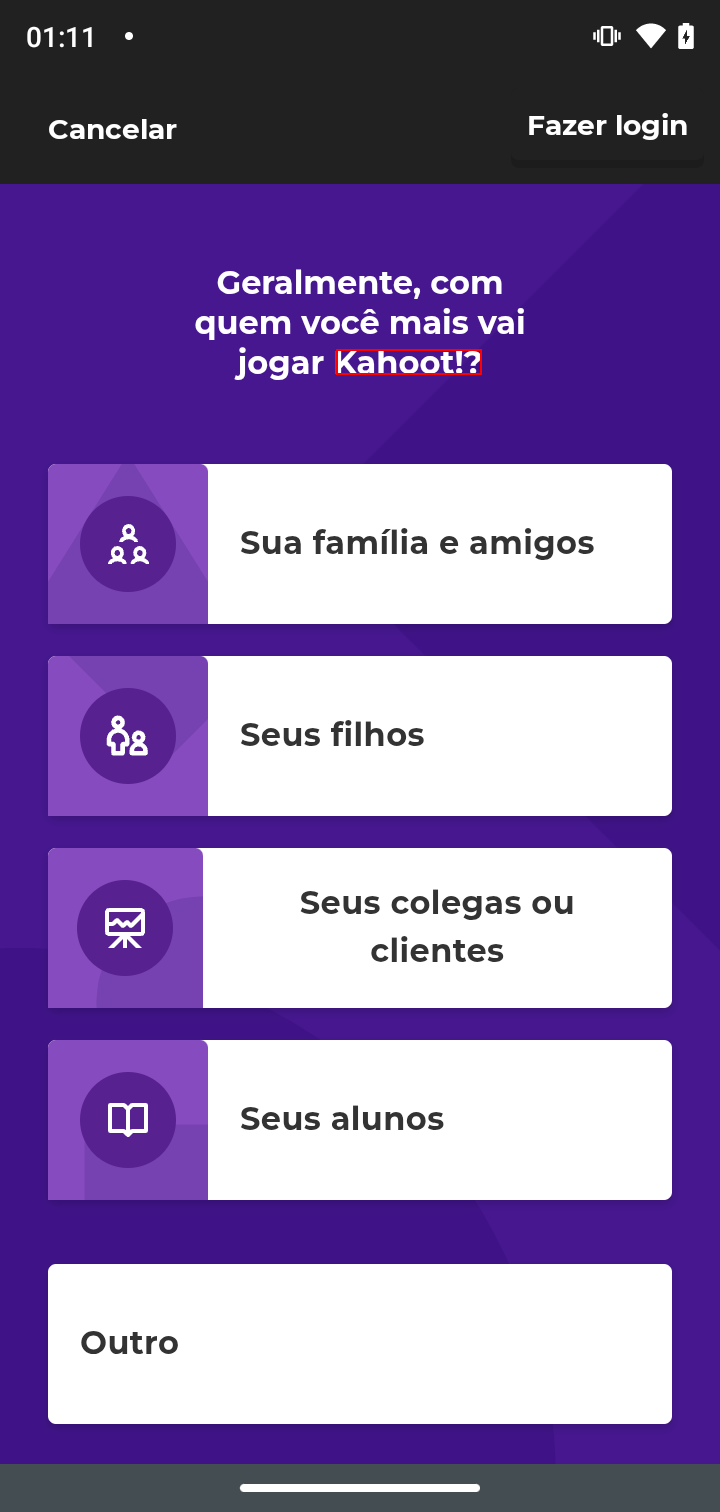 01:11
Cancelar
Fazer login
Geralmente, com
quem você mais vai
jogar Kahoot!?
Sua família e amigos
Seus filhos
Seus colegas ou
clientes
Seus alunos
Outro